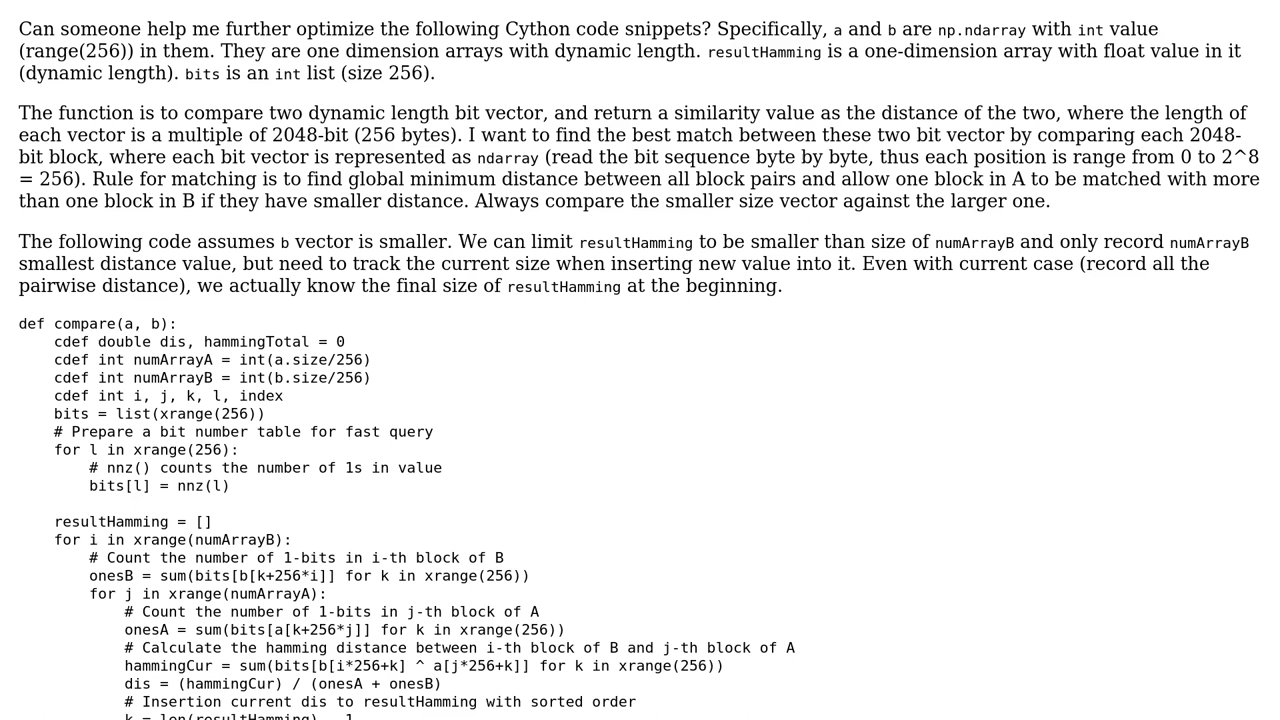 Can someone help me further optimize the following Cython code snippets? Specifically, a and b are np.ndarray with int value
(range(256)) in them. They are one dimension arrays with dynamic length. resultHamming is a one-dimension array with float value in it
(dynamic length). bits is an int list (size 256).
The function is to compare two dynamic length bit vector, and return a similarity value as the distance of the two, where the length of
each vector is a multiple of 2048-bit (256 bytes). I want to find the best match between these two bit vector by comparing each 2048-
bit block, where each bit vector is represented as ndarray (read the bit sequence byte by byte, thus each position is range from 0 to 2^8
= 256). Rule for matching is to find global minimum distance between all block pairs and allow one block in A to be matched with more
than one block in B if they have smaller distance. Always compare the smaller size vector against the larger one.
The following code assumes b vector is smaller. We can limit resultHamming to be smaller than size of numArrayB and only record numArrayB
smallest distance value, but need to track the current size when inserting new value into it. Even with current case (record all the
pairwise distance), we actually know the final size of resultHamming at the beginning.
def compare(a, b):
    cdef double dis, hammingTotal = 0
    cdef int numArrayA = int(a.size/256)
    cdef int numArrayB = int(b.size/256)
    cdef int i, j, k, l, index
    bits = list(xrange(256))
    # Prepare a bit number table for fast query
    for l in xrange(256):
        # nnz() counts the number of 1s in value
        bits[l] = nnz(l)
    resultHamming = []
    for i in xrange(numArrayB):
        # Count the number of 1-bits in i-th block of B
        onesB = sum(bits[b[k+256*i]] for k in xrange(256))
        for j in xrange(numArrayA):
            # Count the number of 1-bits in j-th block of A
            onesA = sum(bits[a[k+256*j]] for k in xrange(256))
            # Calculate the hamming distance between i-th block of B and j-th block of A
            hammingCur = sum(bits[b[i*256+k] ^ a[j*256+k]] for k in xrange(256))
            dis = (hammingCur) / (onesA + onesB)
            # Insertion current dis to resultHamming with sorted order
            k = len(resultHamming) - 1